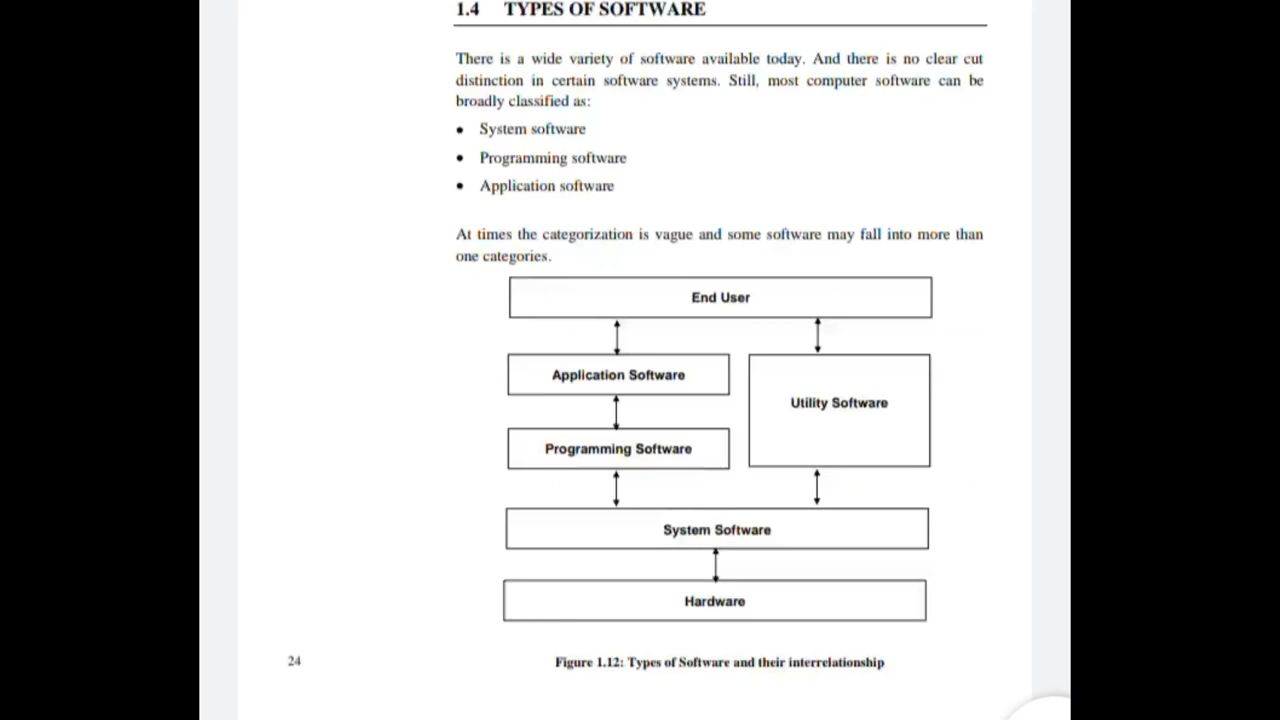 1.4 TYPES OF SOFTWARE
There is a wide variety of software available today. And there is no clear cut
distinction in certain software systems. Still, most computer software can be
broadly classified as:
• System software
• Programming software
• Application software
At times the categorization is vague and some software may fall into more than
one categories.
End User
Application Software
Utility Software
Programming Software
System Software
Hardware
24
Figure 1.12: Types of Software and their interrelationship